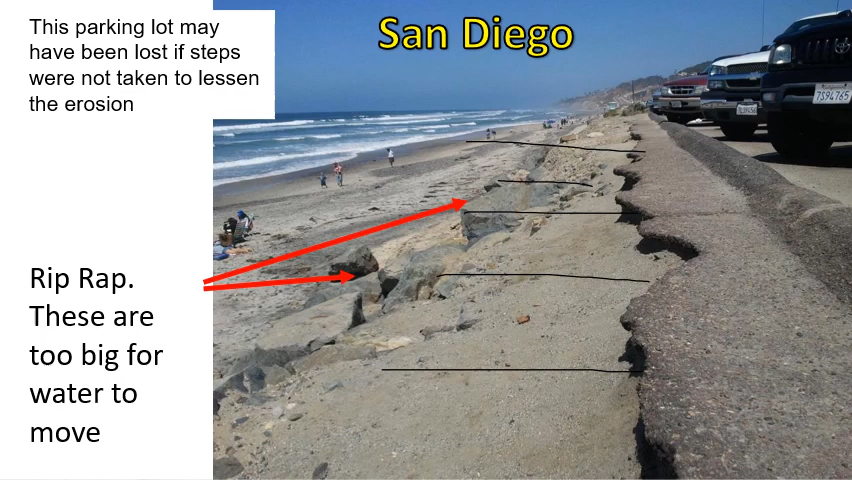 This parking lot may
have been lost if steps
were not taken to lessen
the erosion
San Diego
Rip Rap.
These are
too big for
water to
move
7S94765